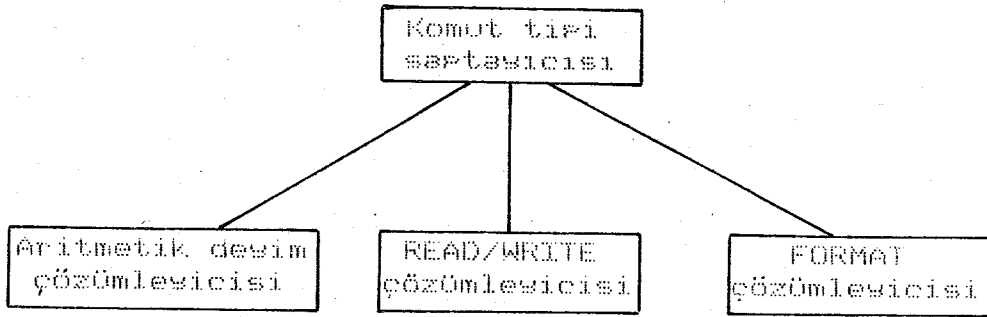 Komut tipi
saptayıcısı
Aritmetik deyim
çözümleyicisi
READ/WRITE
çözümleyicisi
FORMAT
çözümleyicisi